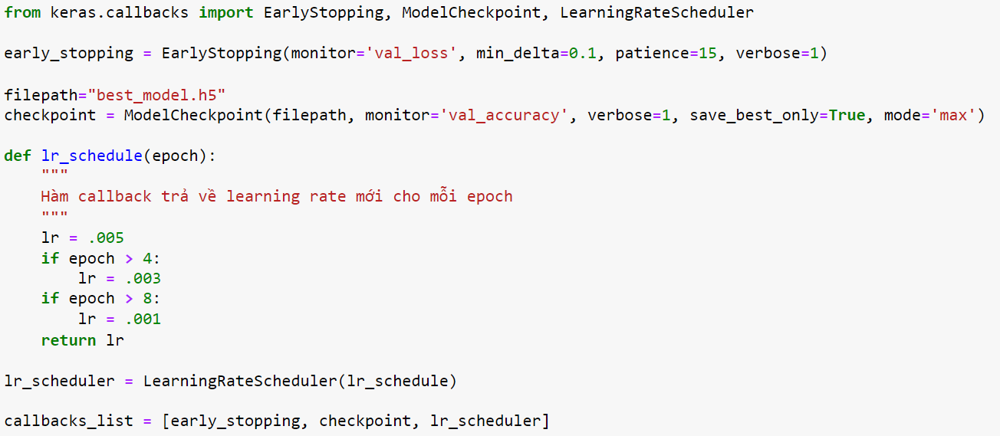 from keras.callbacks import EarlyStopping, ModelCheckpoint, LearningRateScheduler
early_stopping = EarlyStopping(monitor='val_loss', min_delta=0.1, patience=15, verbose=1)
filepath="best_model.h5"
checkpoint = ModelCheckpoint(filepath, monitor='val_accuracy', verbose=1, save_best_only=True, mode='max')
def lr_schedule(epoch):
    """
    Hàm callback trả về learning rate mới cho mỗi epoch
    """
    lr = .005
    if epoch > 4:
        lr = .003
    if epoch > 8:
        lr = .001
    return lr
lr_scheduler = LearningRateScheduler(lr_schedule)
callbacks_list = [early_stopping, checkpoint, lr_scheduler]